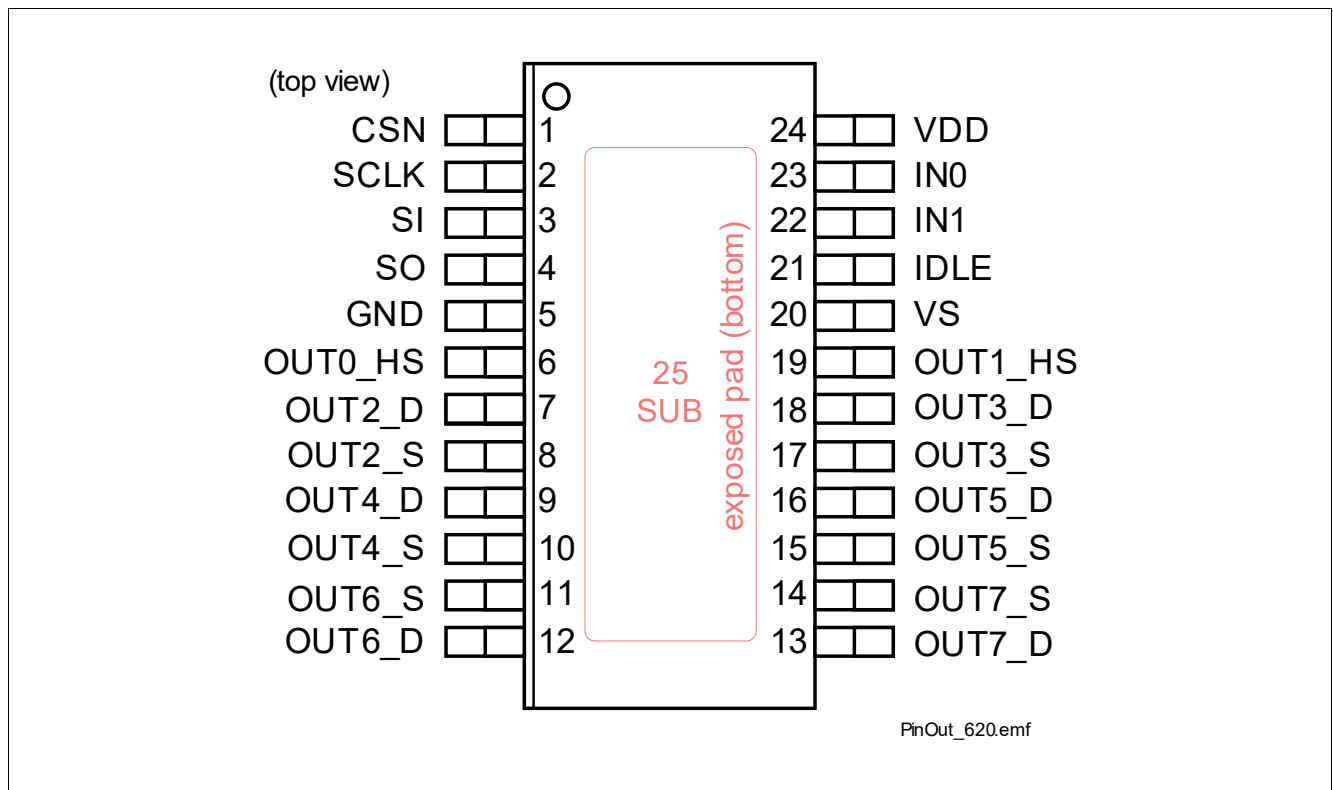 (top view)
CSN 1 24 VDD
SCLK 2 23 IN0
SI 3 22 IN1
SO 4 21 IDLE
GND 5 20 VS
OUT0_HS 6 19 OUT1_HS
OUT2_D 7 18 OUT3_D
OUT2_S 8 17 OUT3_S
OUT4_D 9 16 OUT5_D
OUT4_S 10 15 OUT5_S
OUT6_S 11 14 OUT7_S
OUT6_D 12 13 OUT7_D
25
SUB
exposed pad (bottom)
PinOut_620.emf